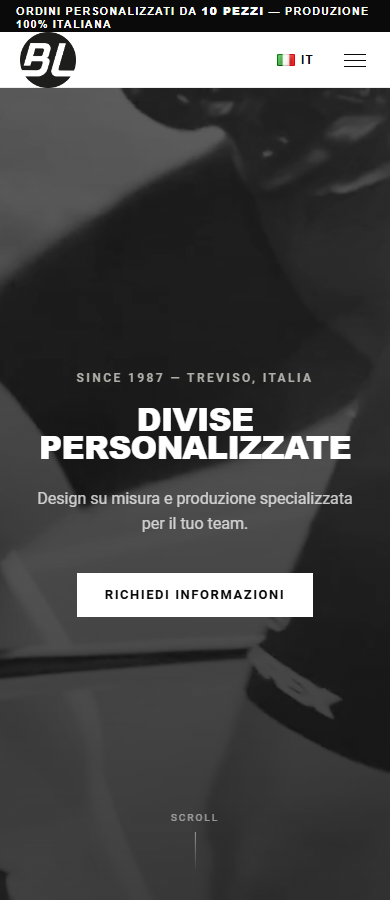 ORDINI PERSONALIZZATI DA 10 PEZZI — PRODUZIONE
100% ITALIANA
BL
IT
SINCE 1987 — TREVISO, ITALIA
DIVISE
PERSONALIZZATE
Design su misura e produzione specializzata
per il tuo team.
RICHIEDI INFORMAZIONI
SCROLL